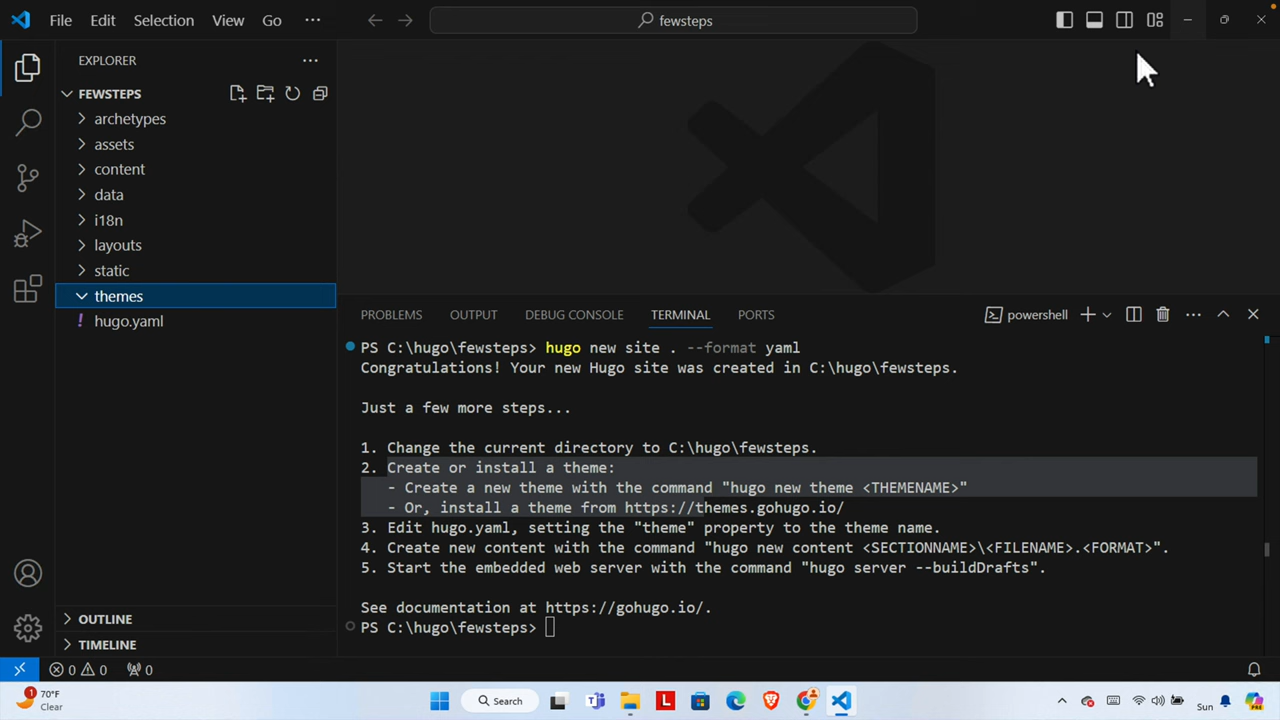 File Edit Selection View Go ... fewsteps
EXPLORER
FEWSTEPS
archetypes
assets
content
data
i18n
layouts
static
themes
! hugo.yaml
OUTLINE
TIMELINE
PROBLEMS OUTPUT DEBUG CONSOLE TERMINAL PORTS powershell
PS C:\hugo\fewsteps> hugo new site . --format yaml
Congratulations! Your new Hugo site was created in C:\hugo\fewsteps.
Just a few more steps...
1. Change the current directory to C:\hugo\fewsteps.
2. Create or install a theme:
- Create a new theme with the command "hugo new theme <THEMENAME>"
- Or, install a theme from https://themes.gohugo.io/
3. Edit hugo.yaml, setting the "theme" property to the theme name.
4. Create new content with the command "hugo new content <SECTIONNAME>\<FILENAME>.<FORMAT>".
5. Start the embedded web server with the command "hugo server --buildDrafts".
See documentation at https://gohugo.io/.
PS C:\hugo\fewsteps>
0 0 0
1 70°F
Clear
Search
L
Sun
PRE